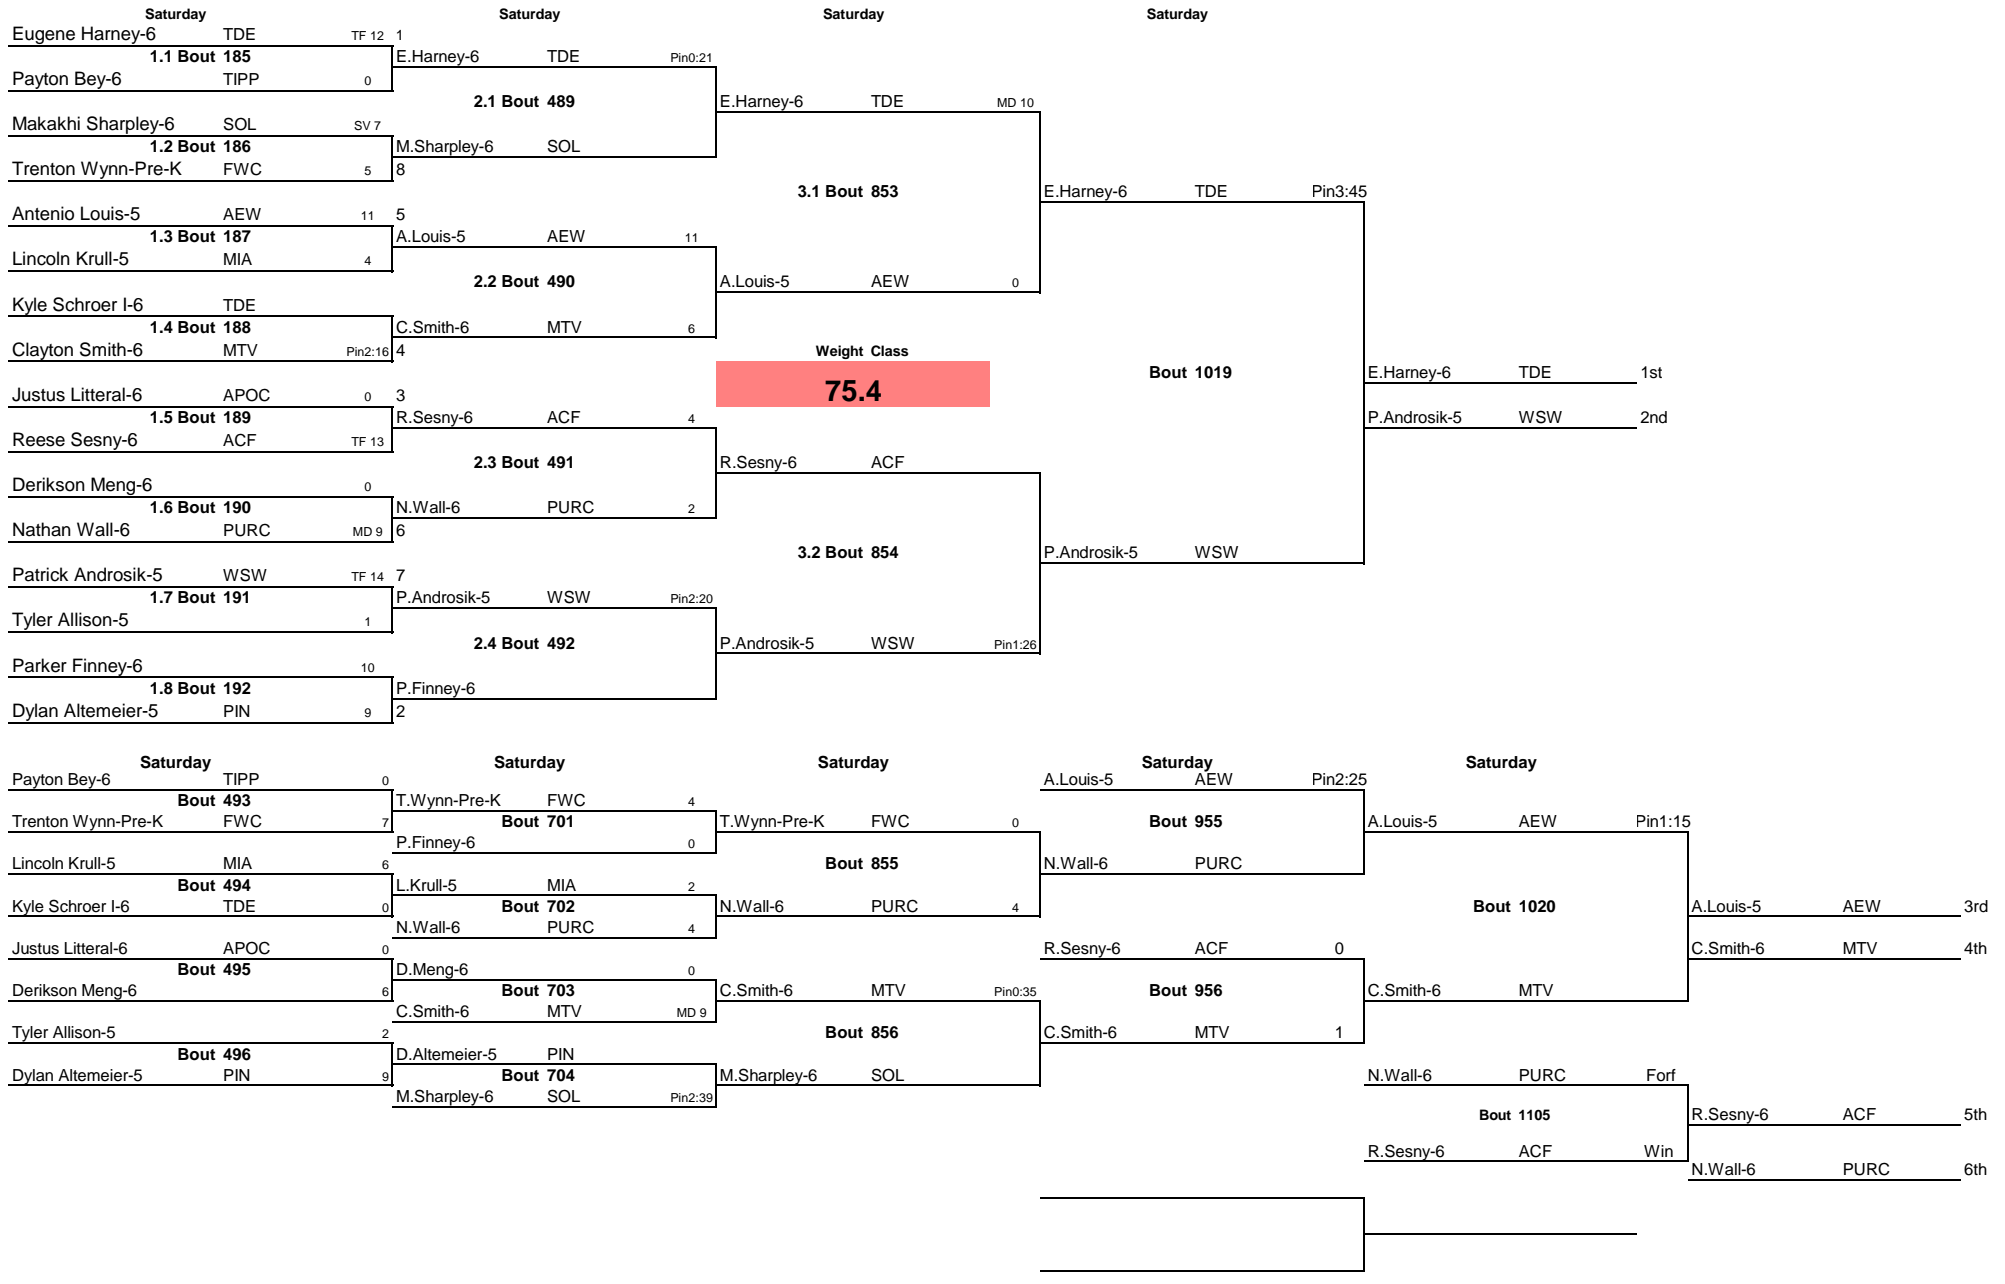 Saturday Saturday Saturday Saturday
Eugene Harney-6 TDE TF 12 1
1.1 Bout 185 E.Harney-6 TDE Pin0:21
Payton Bey-6 TIPP 0
2.1 Bout 489 E.Harney-6 TDE MD 10
Makakhi Sharpley-6 SOL SV 7
1.2 Bout 186 M.Sharpley-6 SOL
Trenton Wynn-Pre-K FWC 5 8
3.1 Bout 853 E.Harney-6 TDE Pin3:45
Antenio Louis-5 AEW 11 5
1.3 Bout 187 A.Louis-5 AEW 11
Lincoln Krull-5 MIA 4
2.2 Bout 490 A.Louis-5 AEW 0
Kyle Schroer I-6 TDE
1.4 Bout 188 C.Smith-6 MTV 6
Clayton Smith-6 MTV Pin2:16 4 Weight Class
Bout 1019 E.Harney-6 TDE 1st
75.4
Justus Litteral-6 APOC 0 3
1.5 Bout 189 R.Sesny-6 ACF 4 P.Androsik-5 WSW 2nd
Reese Sesny-6 ACF TF 13
2.3 Bout 491 R.Sesny-6 ACF
Derikson Meng-6 0
1.6 Bout 190 N.Wall-6 PURC 2
Nathan Wall-6 PURC MD 9 6
3.2 Bout 854 P.Androsik-5 WSW
Patrick Androsik-5 WSW TF 14 7
1.7 Bout 191 P.Androsik-5 WSW Pin2:20
Tyler Allison-5 1
2.4 Bout 492 P.Androsik-5 WSW Pin1:26
Parker Finney-6 10
1.8 Bout 192 P.Finney-6
Dylan Altemeier-5 PIN 9 2
Saturday Saturday Saturday Saturday Saturday
Payton Bey-6 TIPP 0 A.Louis-5 AEW Pin2:25
Bout 493 T.Wynn-Pre-K FWC 4
Trenton Wynn-Pre-K FWC 7 Bout 701 T.Wynn-Pre-K FWC 0 Bout 955 A.Louis-5 AEW Pin1:15
P.Finney-6 0
Lincoln Krull-5 MIA 6 Bout 855 N.Wall-6 PURC
Bout 494 L.Krull-5 MIA 2
Kyle Schroer I-6 TDE 0 Bout 702 N.Wall-6 PURC 4 Bout 1020 A.Louis-5 AEW 3rd
N.Wall-6 PURC 4
Justus Litteral-6 APOC 0 R.Sesny-6 ACF 0 C.Smith-6 MTV 4th
Bout 495 D.Meng-6 0
Derikson Meng-6 6 Bout 703 C.Smith-6 MTV Pin0:35 Bout 956 C.Smith-6 MTV
C.Smith-6 MTV MD 9
Tyler Allison-5 2 Bout 856 C.Smith-6 MTV 1
Bout 496 D.Altemeier-5 PIN
Dylan Altemeier-5 PIN 9 Bout 704 M.Sharpley-6 SOL N.Wall-6 PURC Forf
M.Sharpley-6 SOL Pin2:39
Bout 1105 R.Sesny-6 ACF 5th
R.Sesny-6 ACF Win
N.Wall-6 PURC 6th